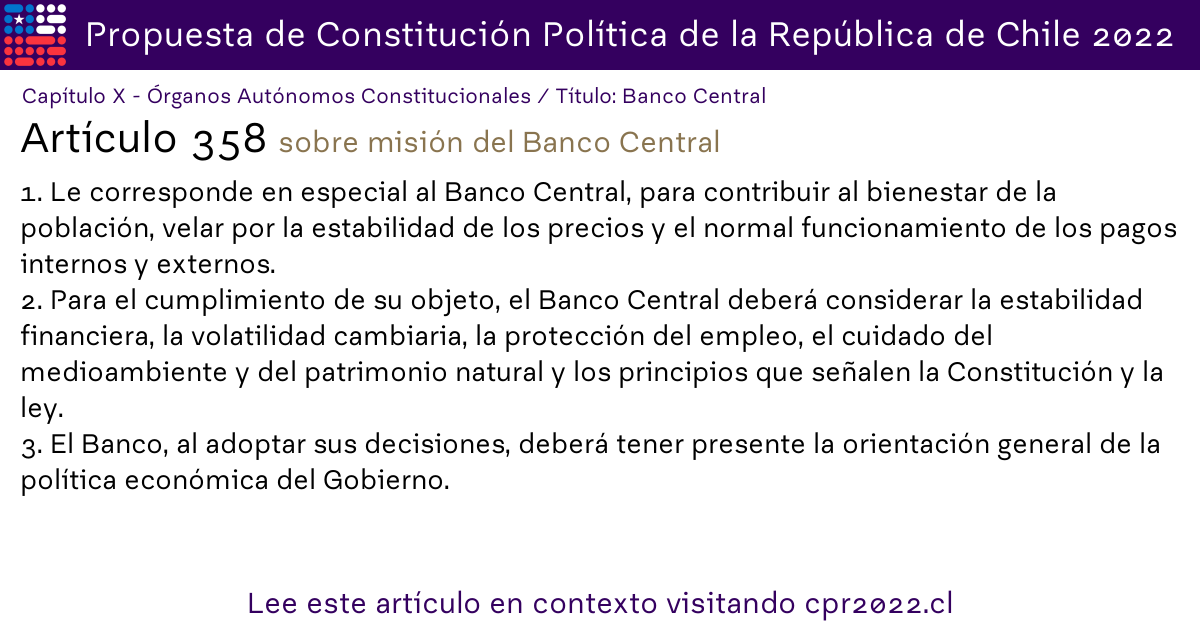 Propuesta de Constitución Política de la República de Chile 2022
Capítulo X - Órganos Autónomos Constitucionales / Título: Banco Central
Artículo 358 sobre misión del Banco Central
1. Le corresponde en especial al Banco Central, para contribuir al bienestar de la
población, velar por la estabilidad de los precios y el normal funcionamiento de los pagos
internos y externos.
2. Para el cumplimiento de su objeto, el Banco Central deberá considerar la estabilidad
financiera, la volatilidad cambiaria, la protección del empleo, el cuidado del
medioambiente y del patrimonio natural y los principios que señalen la Constitución y la
ley.
3. El Banco, al adoptar sus decisiones, deberá tener presente la orientación general de la
política económica del Gobierno.
Lee este artículo en contexto visitando cpr2022.cl